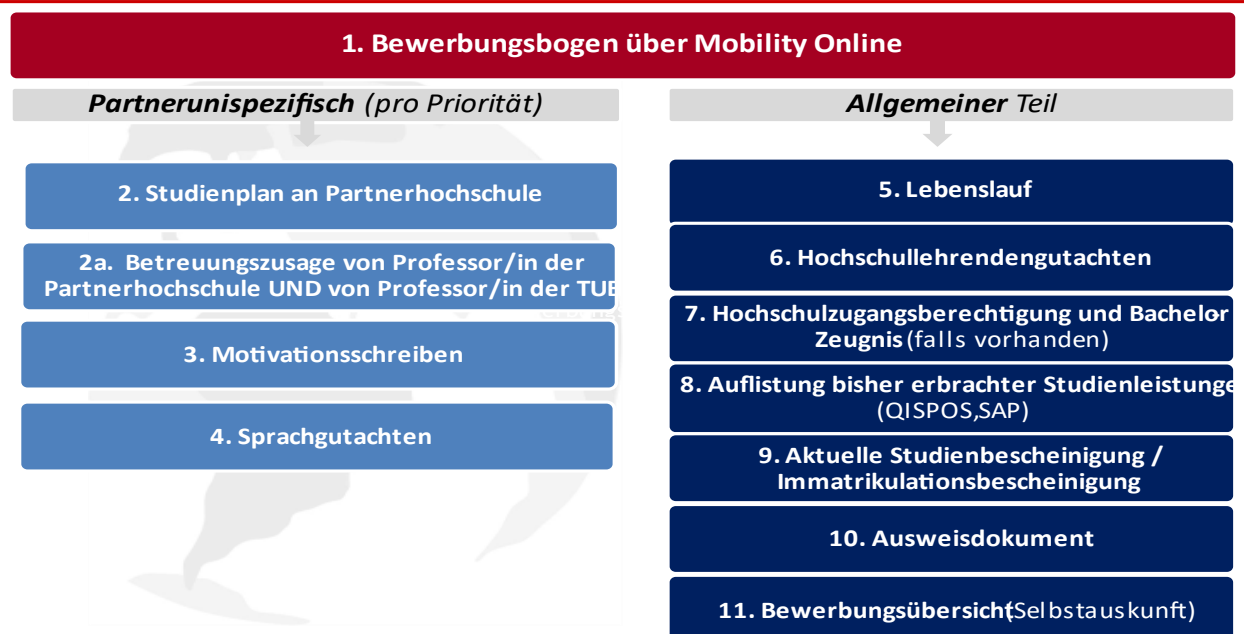 1. Bewerbungsbogen über Mobility Online
Partnerunispezifisch (pro Priorität)
2. Studienplan an Partnerhochschule
2a. Betreuungszusage von Professor/in der
Partnerhochschule UND von Professor/in der TUB
3. Motivationsschreiben
4. Sprachgutachten
Allgemeiner Teil
5. Lebenslauf
6. Hochschullehrendengutachten
7. Hochschulzugangsberechtigung und Bachelor-
Zeugnis (falls vorhanden)
8. Auflistung bisher erbrachter Studienleistunge
(QISPOS,SAP)
9. Aktuelle Studienbescheinigung /
Immatrikulationsbescheinigung
10. Ausweisdokument
11. Bewerbungsübersicht (Selbstauskunft)